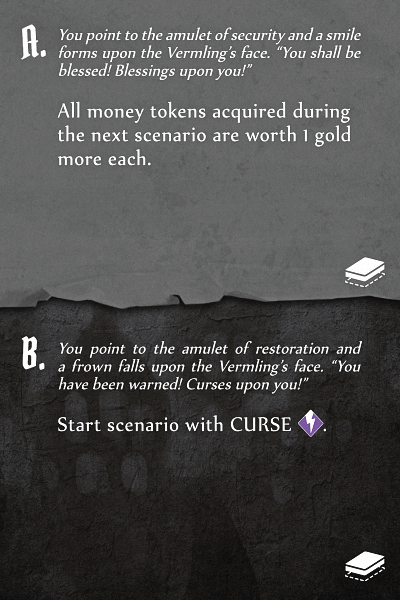 A. You point to the amulet of security and a smile
forms upon the Vermling's face. "You shall be
blessed! Blessings upon you!"
All money tokens acquired during
the next scenario are worth 1 gold
more each.
B. You point to the amulet of restoration and
a frown falls upon the Vermling's face. "You
have been warned! Curses upon you!"
Start scenario with CURSE .